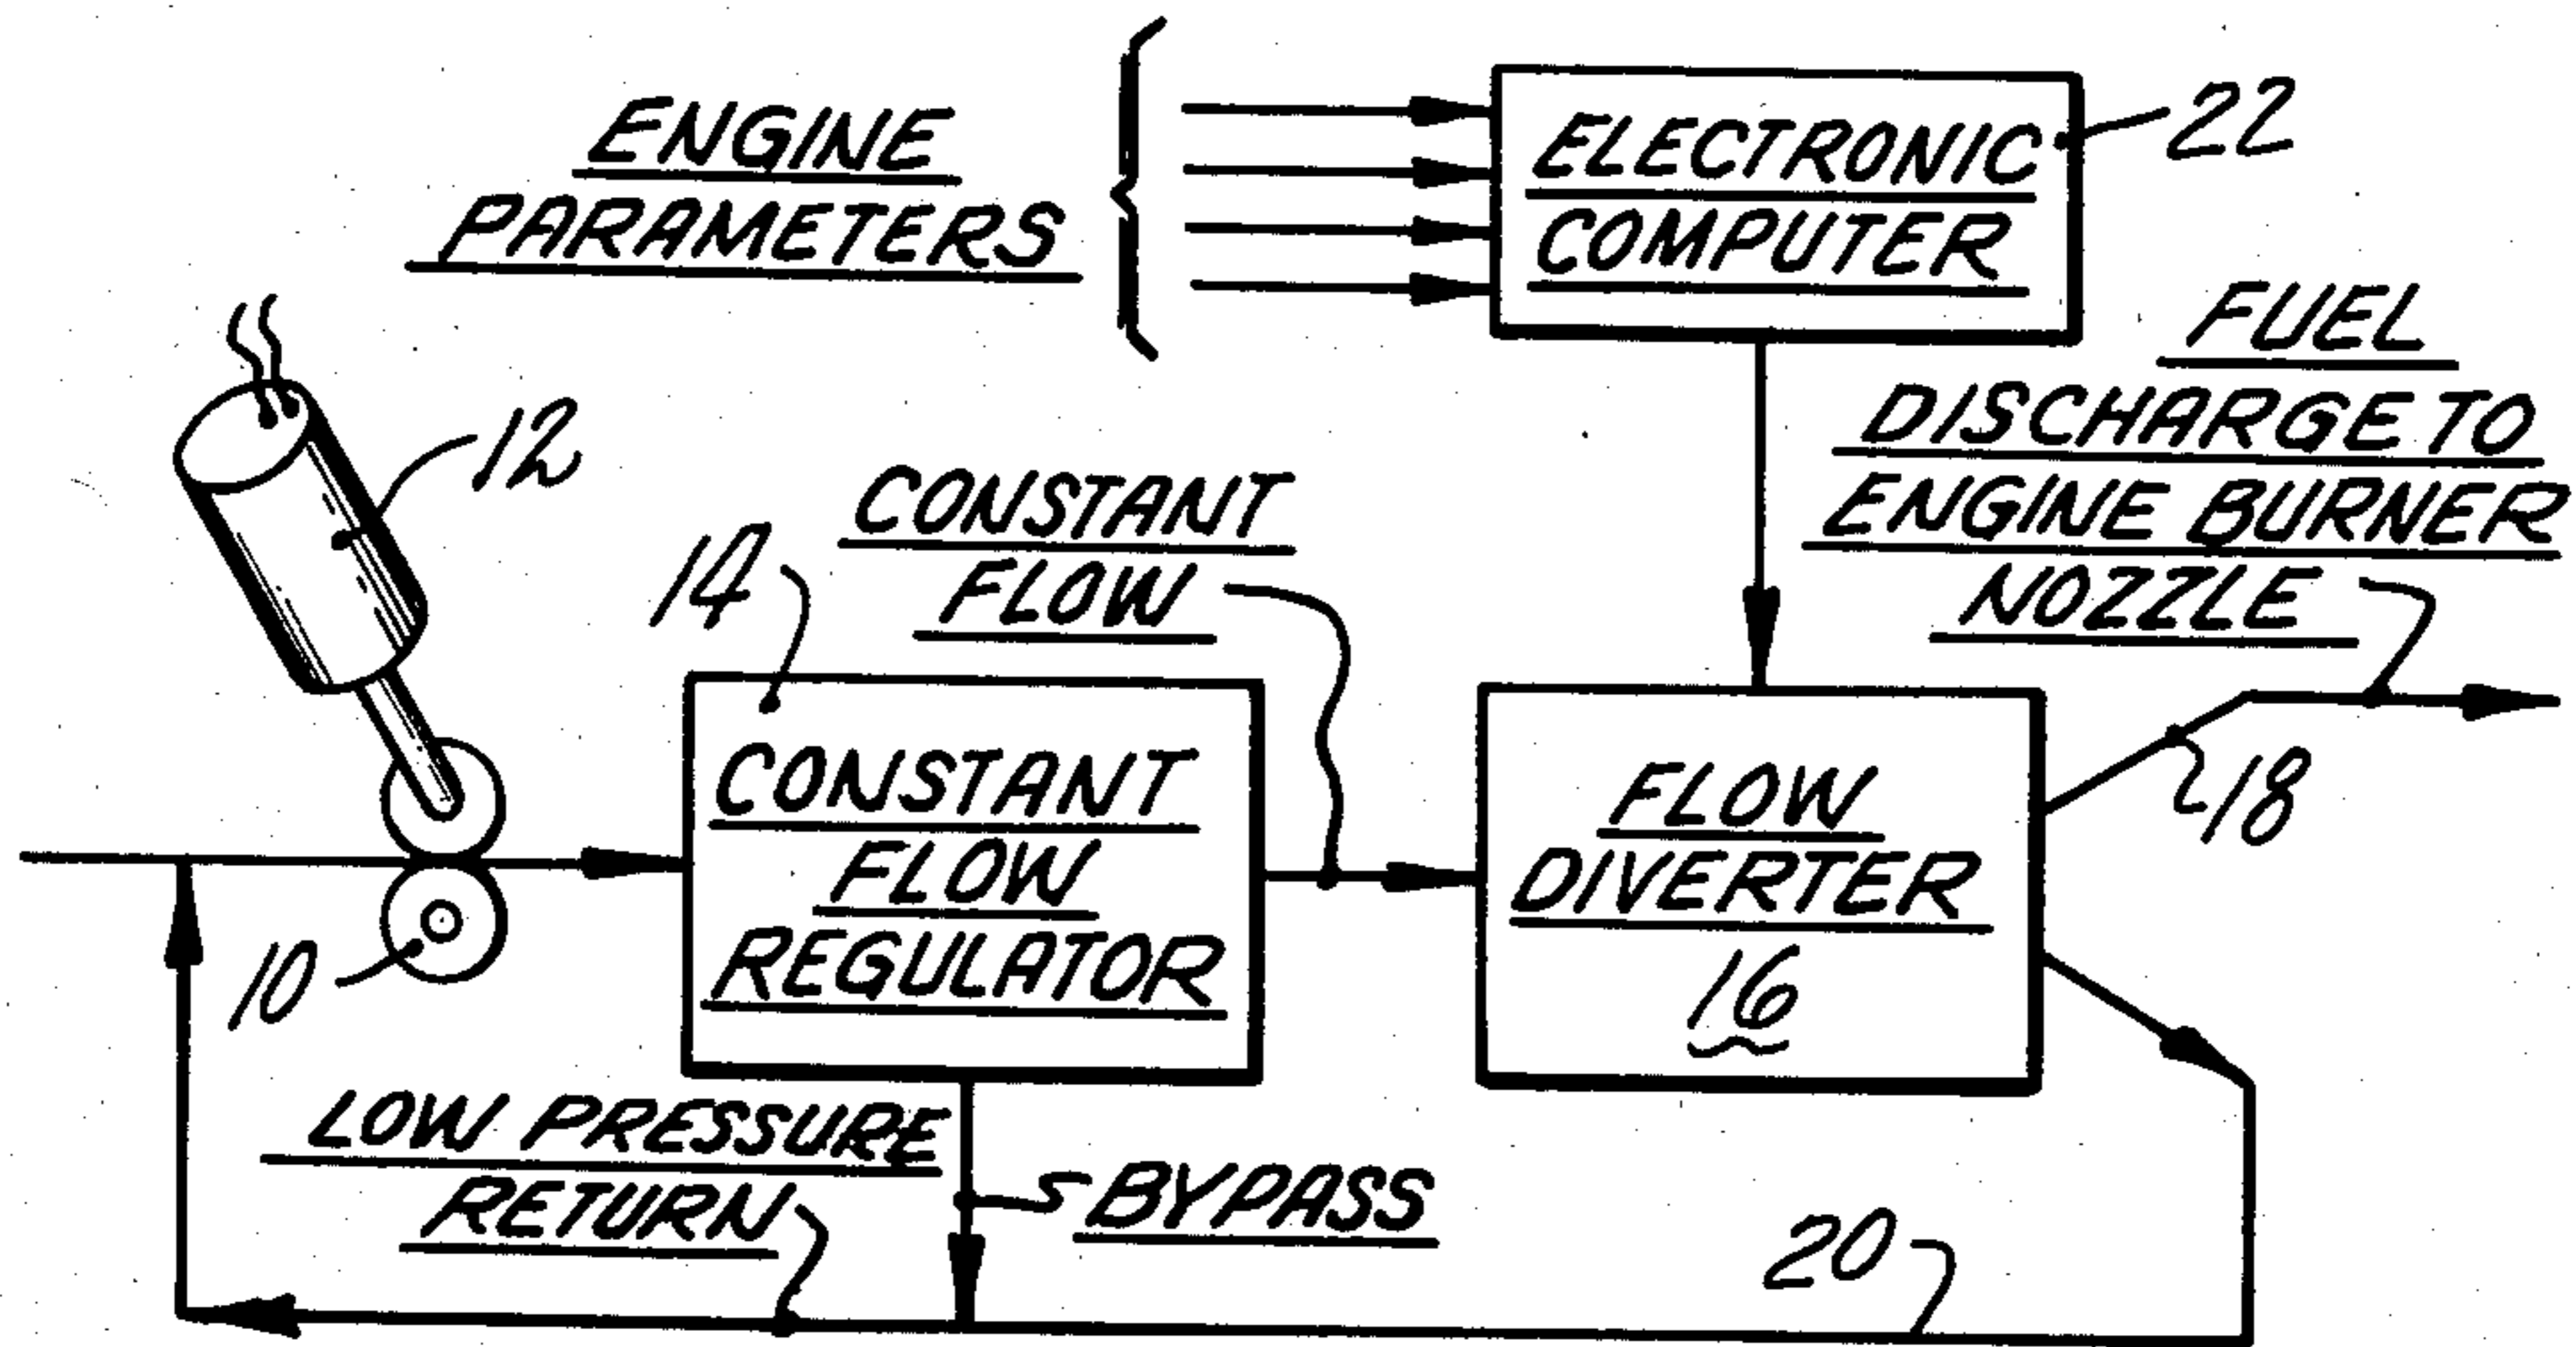 ENGINE
PARAMETERS
ELECTRONIC
COMPUTER
22
FUEL
DISCHARGE TO
ENGINE BURNER
NOZZLE
12
14
CONSTANT
FLOW
CONSTANT
FLOW
REGULATOR
FLOW
DIVERTER
16
18
10
LOW PRESSURE
RETURN
BYPASS
20